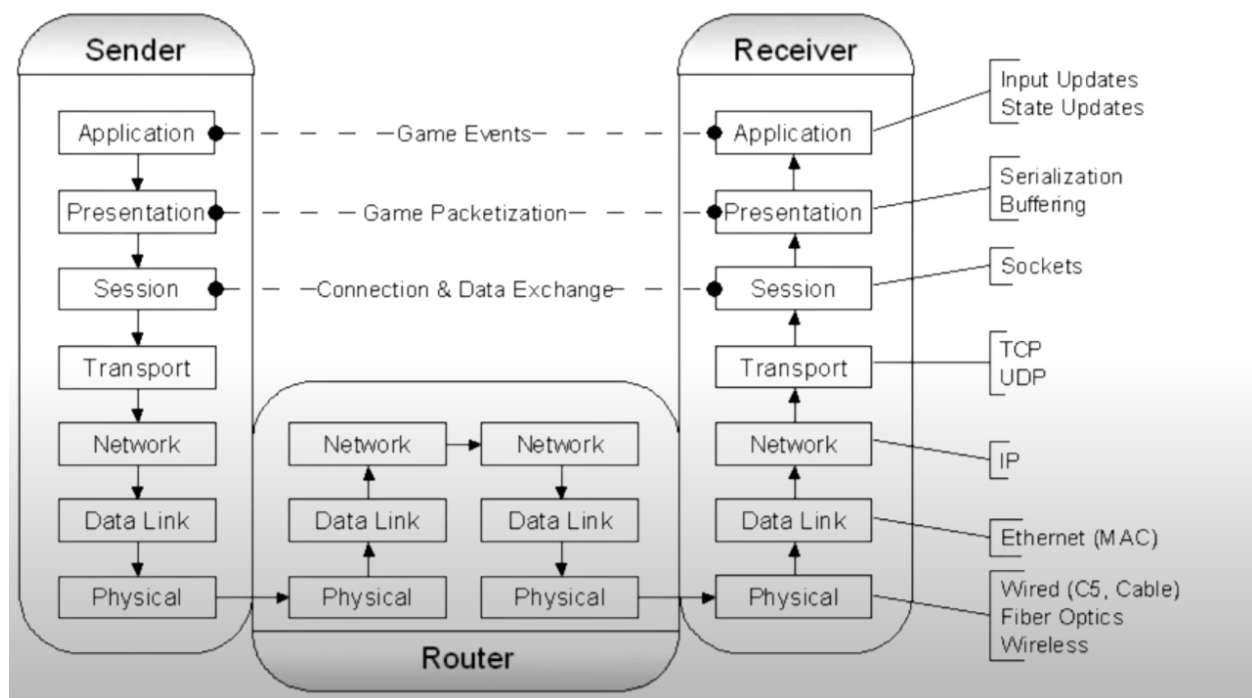 Sender
Receiver
Application
Game Events
Application
Input Updates
State Updates
Presentation
Game Packetization
Presentation
Serialization
Buffering
Session
Connection & Data Exchange
Session
Sockets
Transport
Transport
TCP
UDP
Network
Network
Network
Network
IP
Data Link
Data Link
Data Link
Data Link
Ethernet (MAC)
Physical
Physical
Physical
Physical
Wired (C5, Cable)
Fiber Optics
Wireless
Router